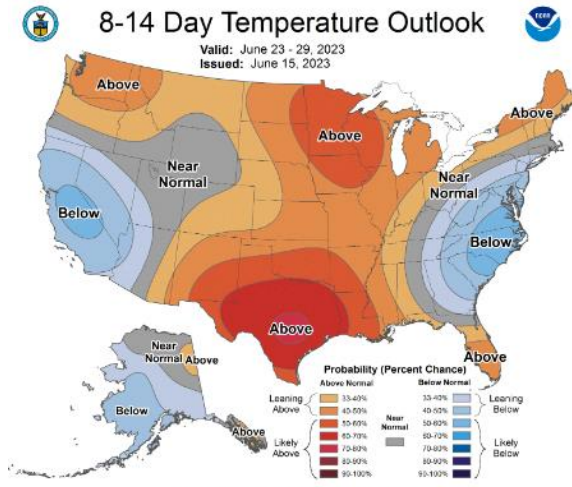 8-14 Day Temperature Outlook
Valid: June 23 - 29, 2023
Issued: June 15, 2023
Above
Above
Above
Near
Normal
Near
Normal
Below
Below
Above
Above
Near
Normal
Above
Below
Above
Probability (Percent Chance)
Above Normal
Below Normal
Leaning
Above
33-40%
40-50%
Likely
Above
50-60%
60-70%
70-80%
80-90%
90-100%
Near
Normal
33-40%
40-50%
Leaning
Below
50-60%
60-70%
70-80%
80-90%
90-100%
Likely
Below